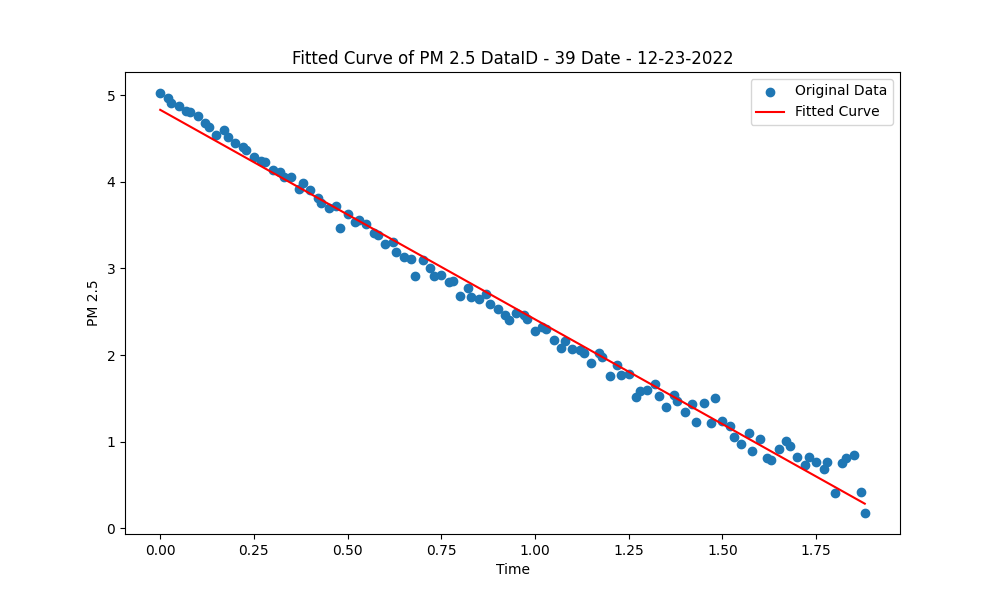 Fitted Curve of PM 2.5 DataID - 39 Date - 12-23-2022
Original Data
Fitted Curve
5
4
3
2
1
0
PM 2.5
0.00 0.25 0.50 0.75 1.00 1.25 1.50 1.75
Time